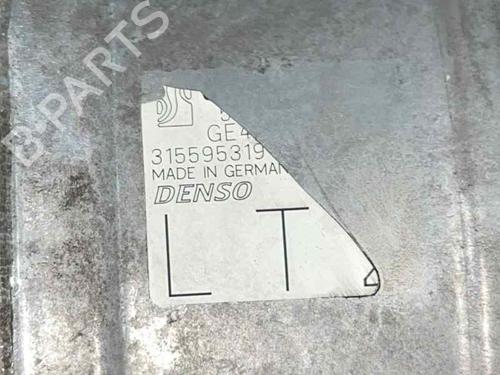 B-PARTS
GE4
315595319
MADE IN GERMAN
DENSO
L T